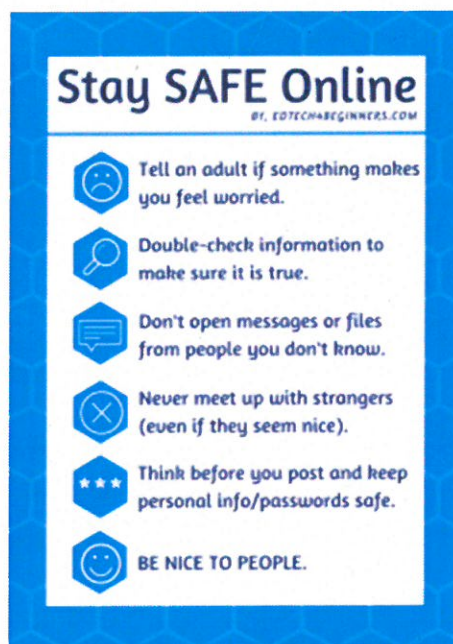 Stay SAFE Online
BY, EDTECH4BEGINNERS.COM
Tell an adult if something makes
you feel worried.
Double-check information to
make sure it is true.
Don't open messages or files
from people you don't know.
Never meet up with strangers
(even if they seem nice).
Think before you post and keep
personal info/passwords safe.
BE NICE TO PEOPLE.